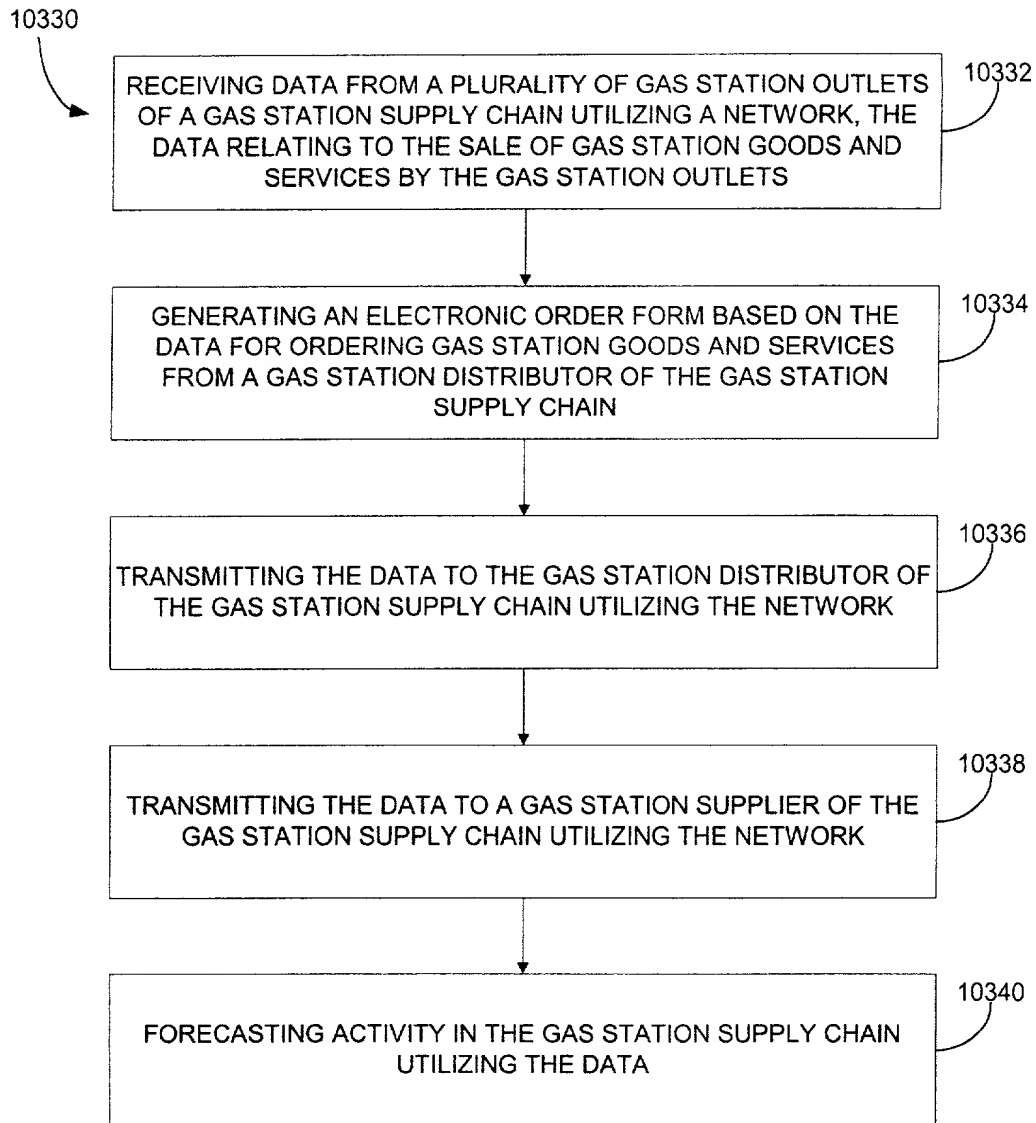 10330
RECEIVING DATA FROM A PLURALITY OF GAS STATION OUTLETS
OF A GAS STATION SUPPLY CHAIN UTILIZING A NETWORK, THE
DATA RELATING TO THE SALE OF GAS STATION GOODS AND
SERVICES BY THE GAS STATION OUTLETS
10332
GENERATING AN ELECTRONIC ORDER FORM BASED ON THE
DATA FOR ORDERING GAS STATION GOODS AND SERVICES
FROM A GAS STATION DISTRIBUTOR OF THE GAS STATION
SUPPLY CHAIN
10334
TRANSMITTING THE DATA TO THE GAS STATION DISTRIBUTOR OF
THE GAS STATION SUPPLY CHAIN UTILIZING THE NETWORK
10336
TRANSMITTING THE DATA TO A GAS STATION SUPPLIER OF THE
GAS STATION SUPPLY CHAIN UTILIZING THE NETWORK
10338
FORECASTING ACTIVITY IN THE GAS STATION SUPPLY CHAIN
UTILIZING THE DATA
10340